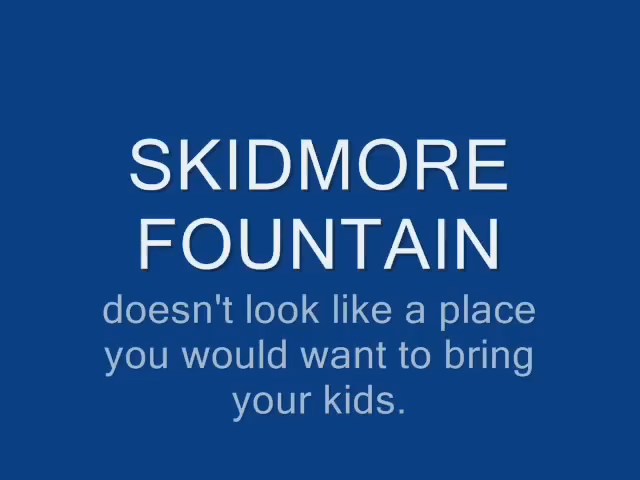 SKIDMORE
FOUNTAIN
doesn't look like a place
you would want to bring
your kids.